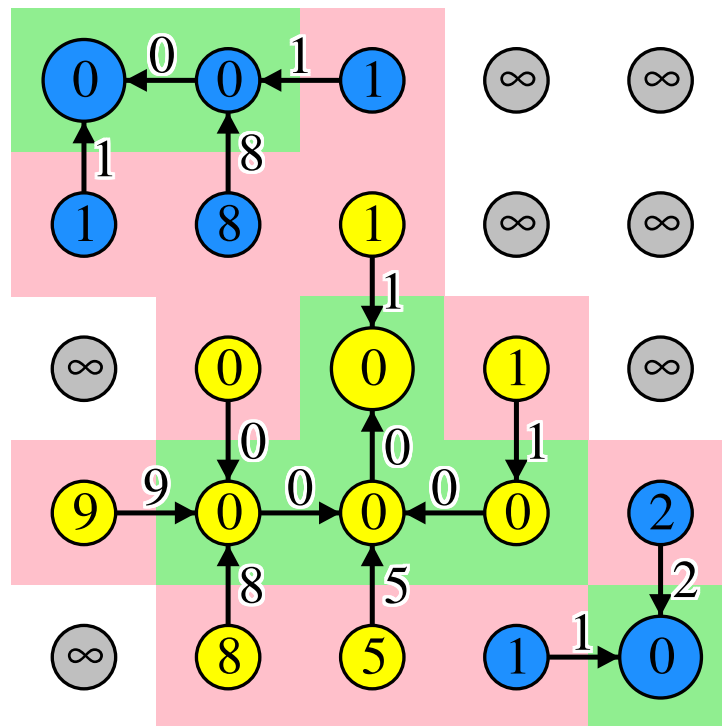 0 0 0 1 1 ∞ ∞
1 8
1 8 1 ∞ ∞
1
∞ 0 0 1 ∞
0 0 1
9 9 0 0 0 0 0 2
8 5 2
∞ 8 5 1 1 0